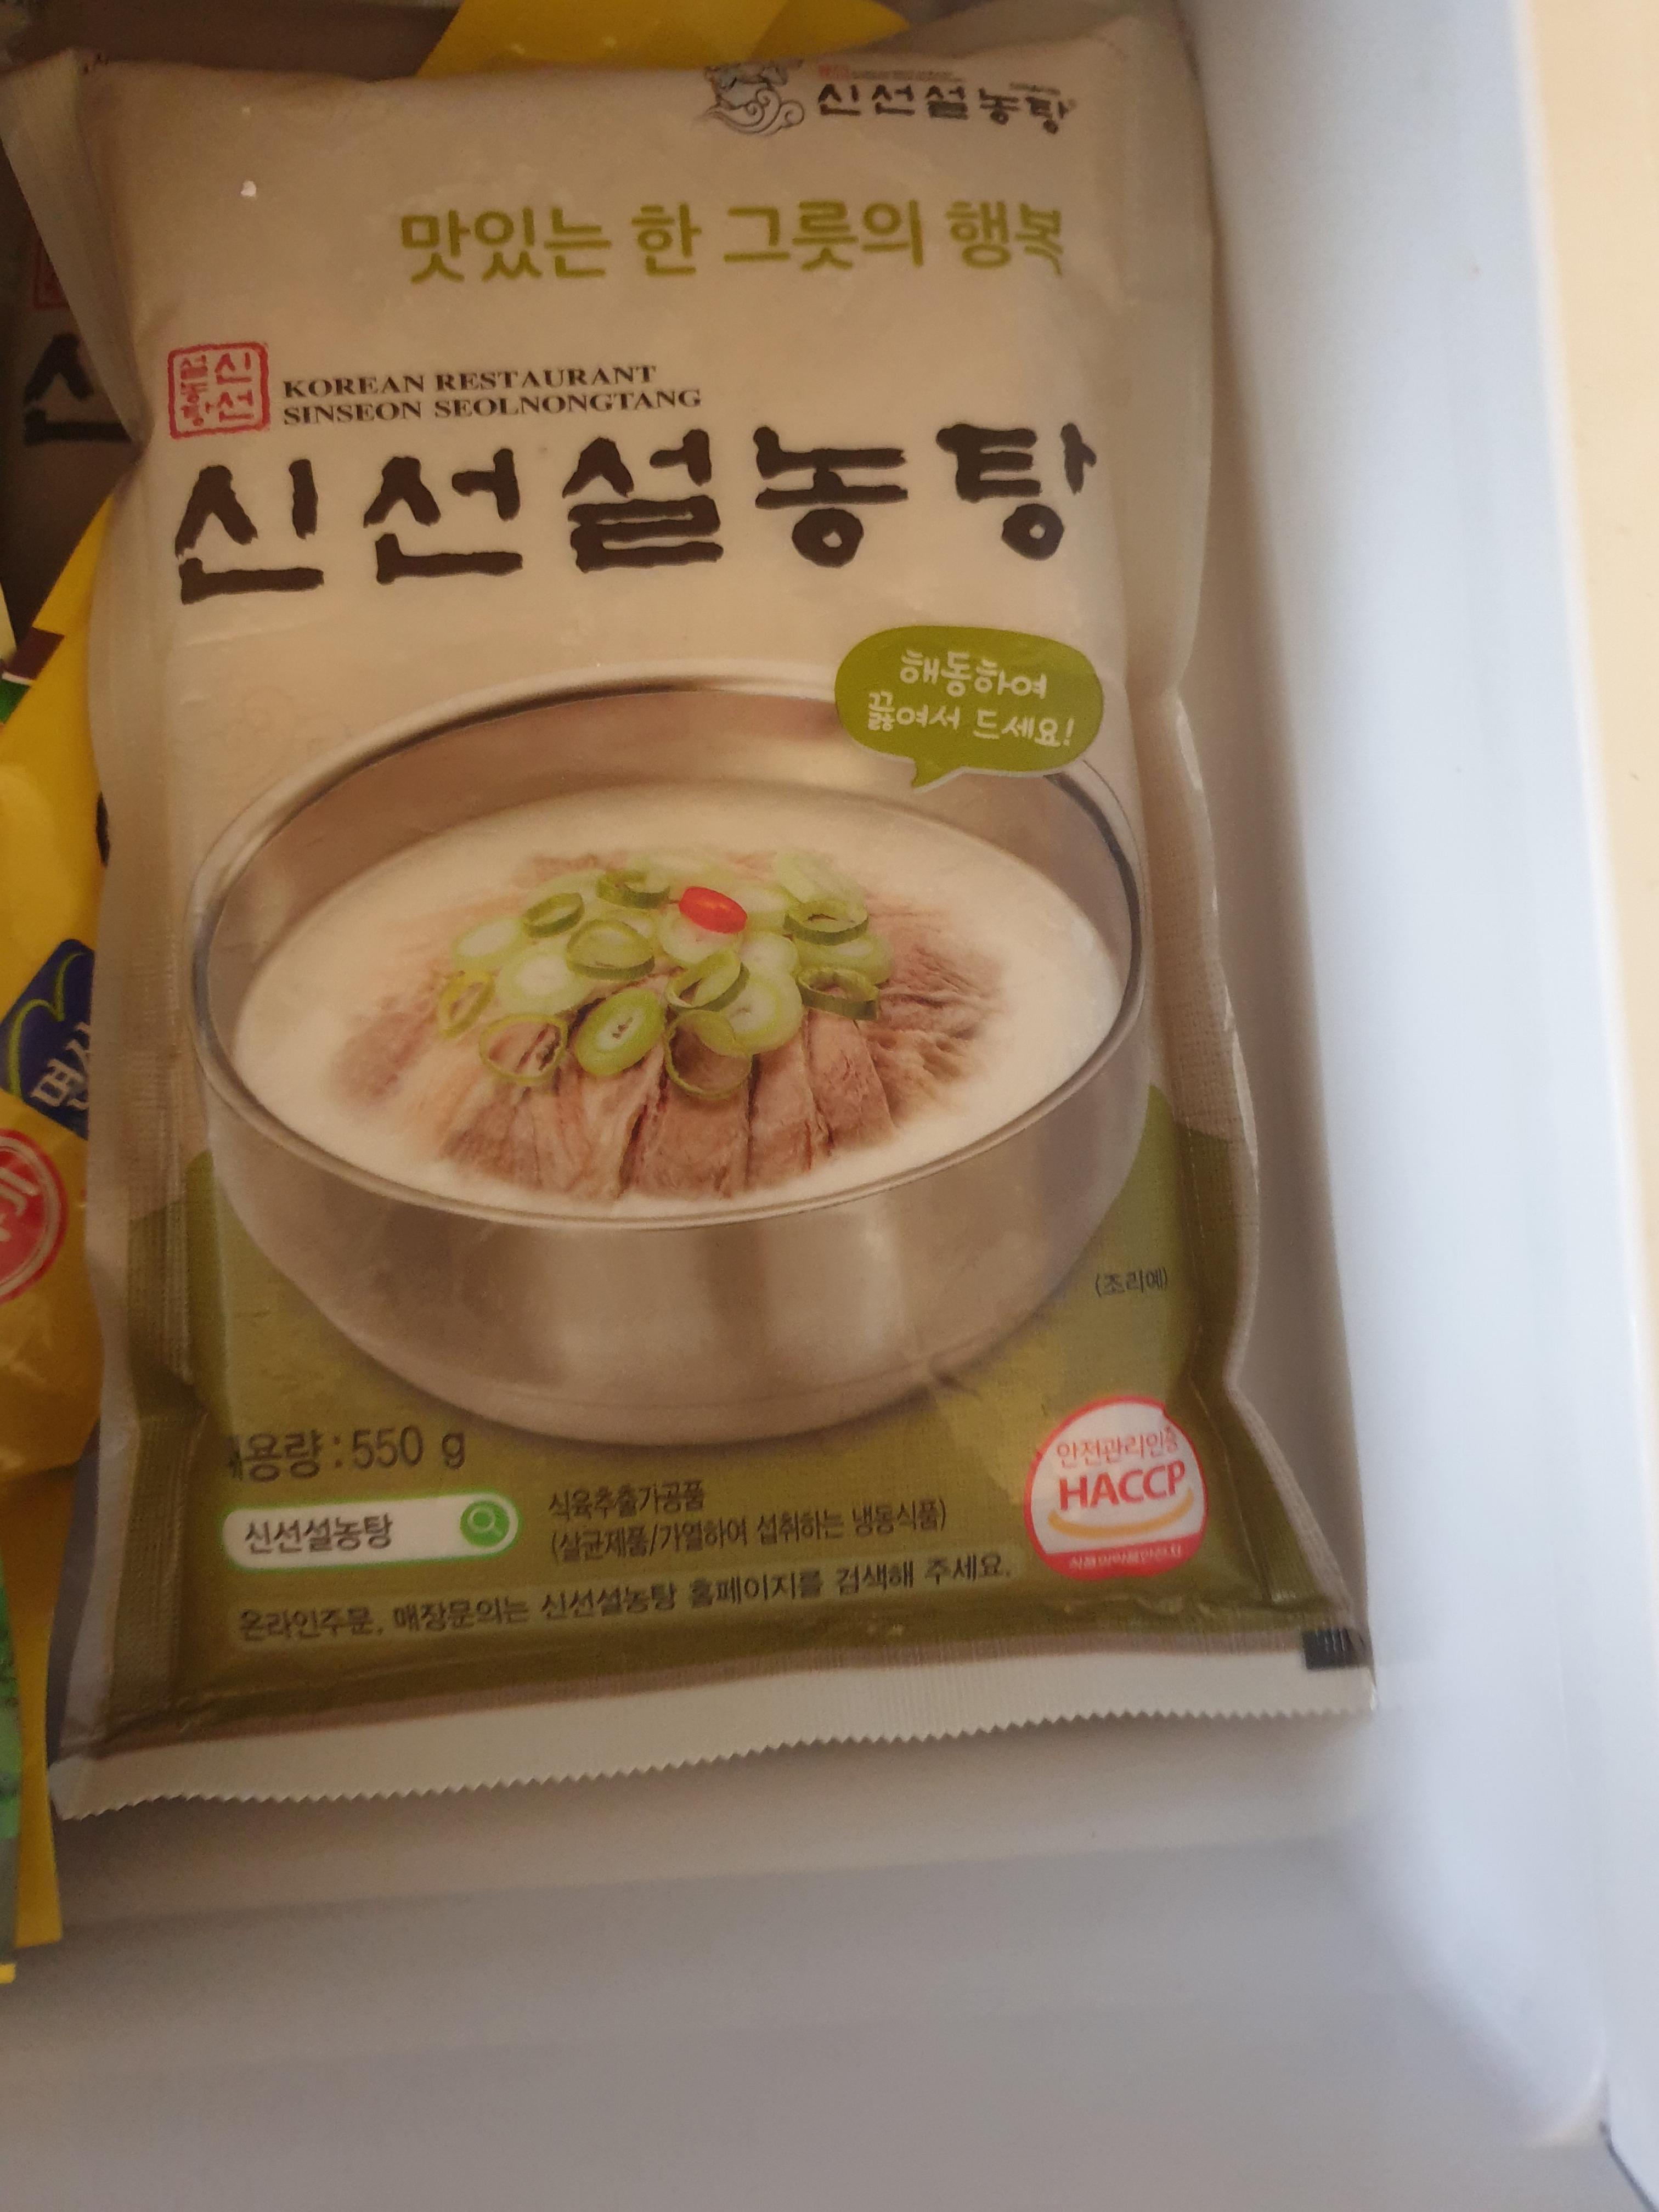 신선설농탕
맛있는 한 그릇의 행복
신선
설농탕
KOREAN RESTAURANT
SINSEON SEOLNONGTANG
신선설농탕
해동하여
끓여서 드세요!
(조리예)
용량 : 550 g
신선설농탕
식육추출가공품
(살균제품/가열하여 섭취하는 냉동식품)
온라인주문, 매장문의는 신선설농탕 홈페이지를 검색해 주세요.
안전관리인증
HACCP